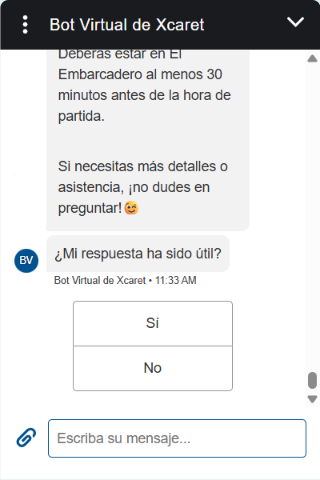 Bot Virtual de Xcaret
Deberás estar en El
Embarcadero al menos 30
minutos antes de la hora de
partida.
Si necesitas más detalles o
asistencia, ¡no dudes en
preguntar!😉
BV
¿Mi respuesta ha sido útil?
Bot Virtual de Xcaret • 11:33 AM
Sí
No
Escriba su mensaje...